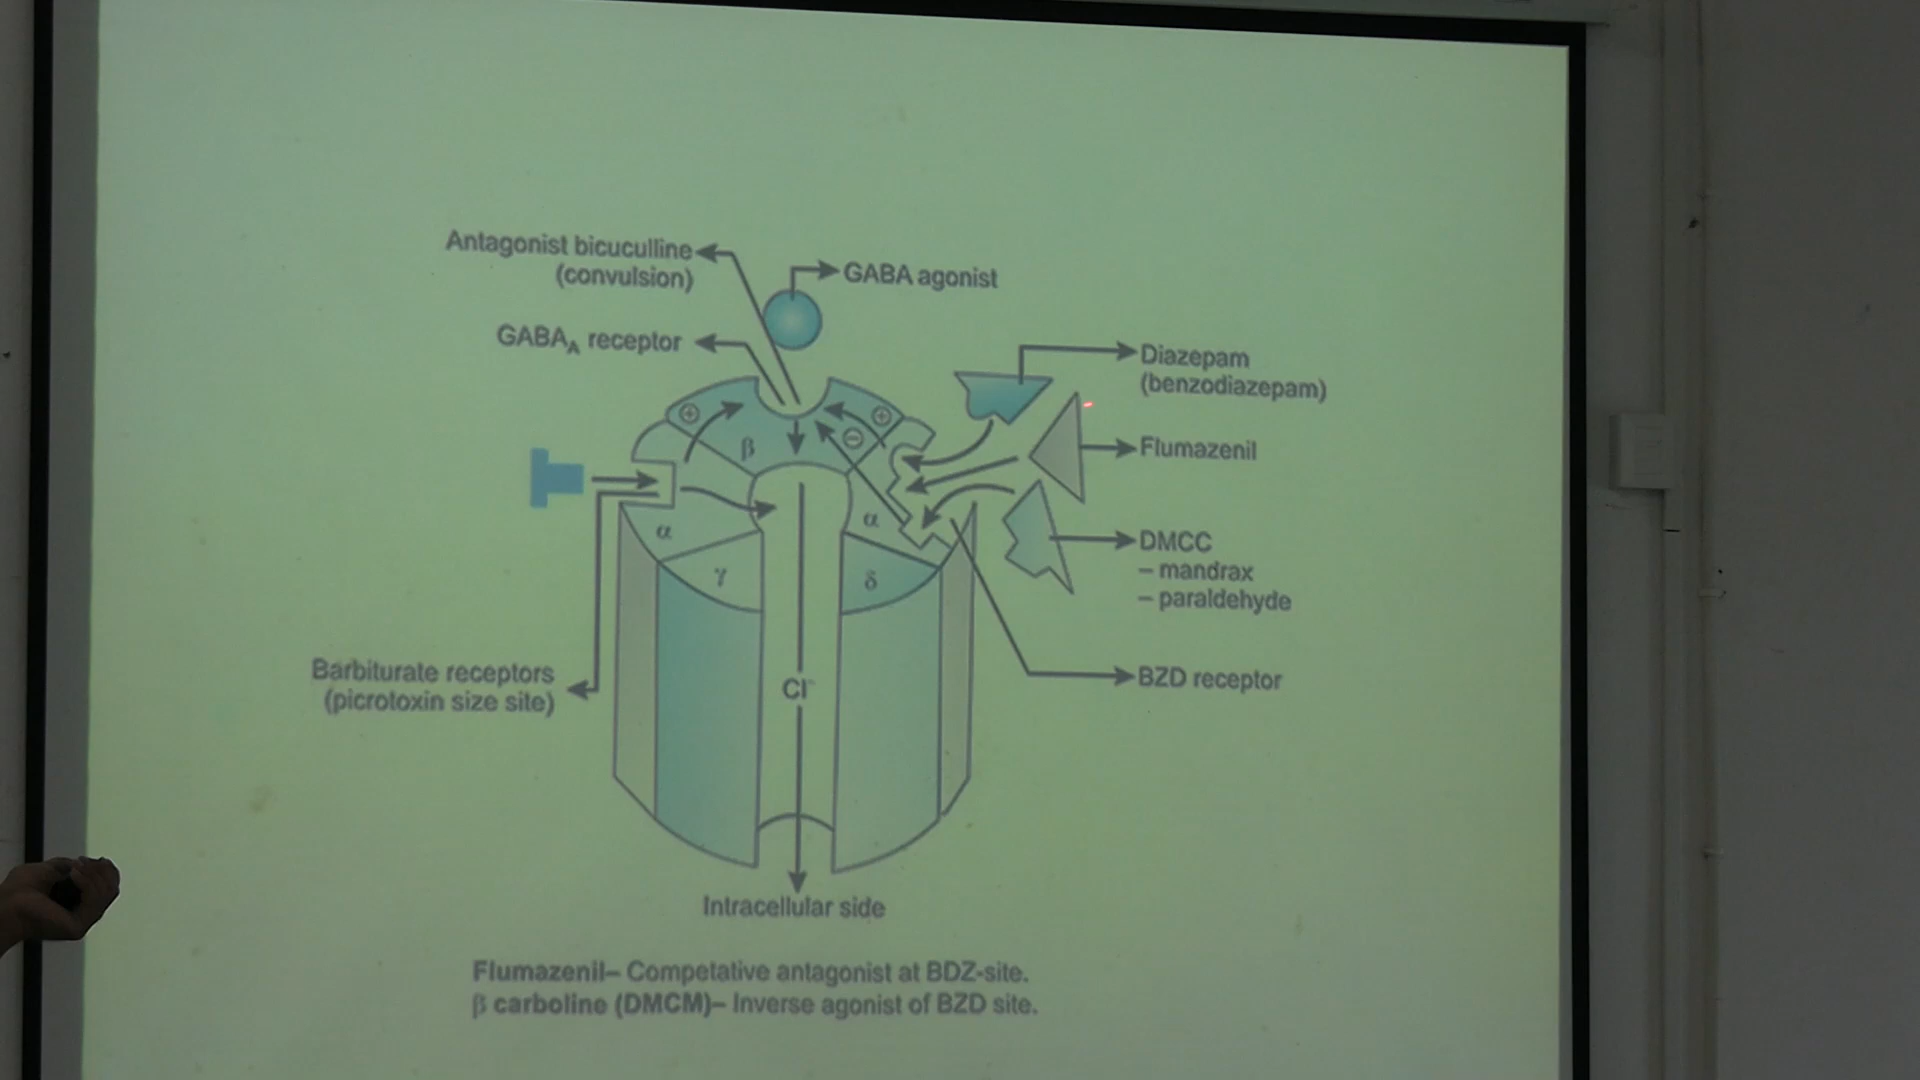 Antagonist bicuculline
(convulsion)
GABA agonist
GABAA receptor
Diazepam
(benzodiazepam)
+
+
−
β
Flumazenil
α
α
γ
δ
DMCC
– mandrax
– paraldehyde
Barbiturate receptors
(picrotoxin size site)
Cl⁻
BZD receptor
Intracellular side
Flumazenil– Competative antagonist at BDZ-site.
β carboline (DMCM)– Inverse agonist of BZD site.